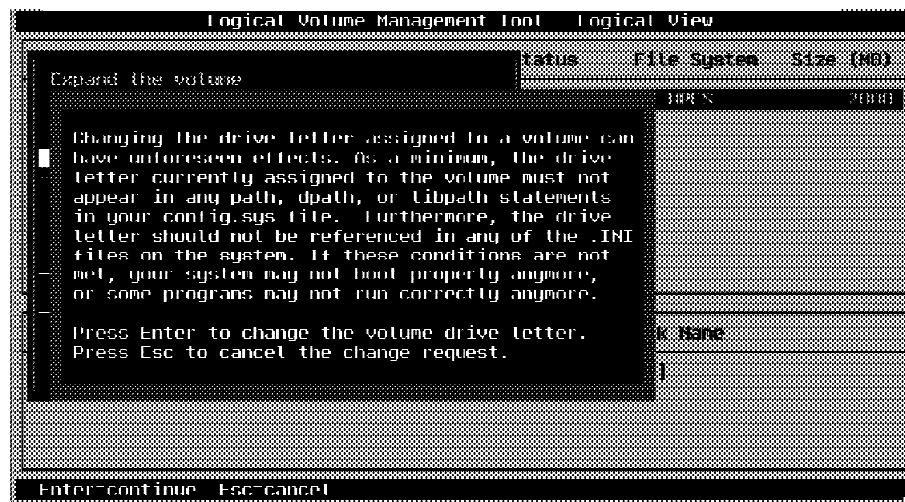 Logical Volume Management Tool - Logical View
Status File System Size (MB)
Expand the volume
HPFS 2000
Changing the drive letter assigned to a volume can
have unforeseen effects. As a minimum, the drive
letter currently assigned to the volume must not
appear in any path, dpath, or libpath statements
in your config.sys file. Furthermore, the drive
letter should not be referenced in any of the .INI
files on the system. If these conditions are not
met, your system may not boot properly anymore,
or some programs may not run correctly anymore.
Press Enter to change the volume drive letter.
Press Esc to cancel the change request.
k Name
]
Enter=continue Esc=cancel